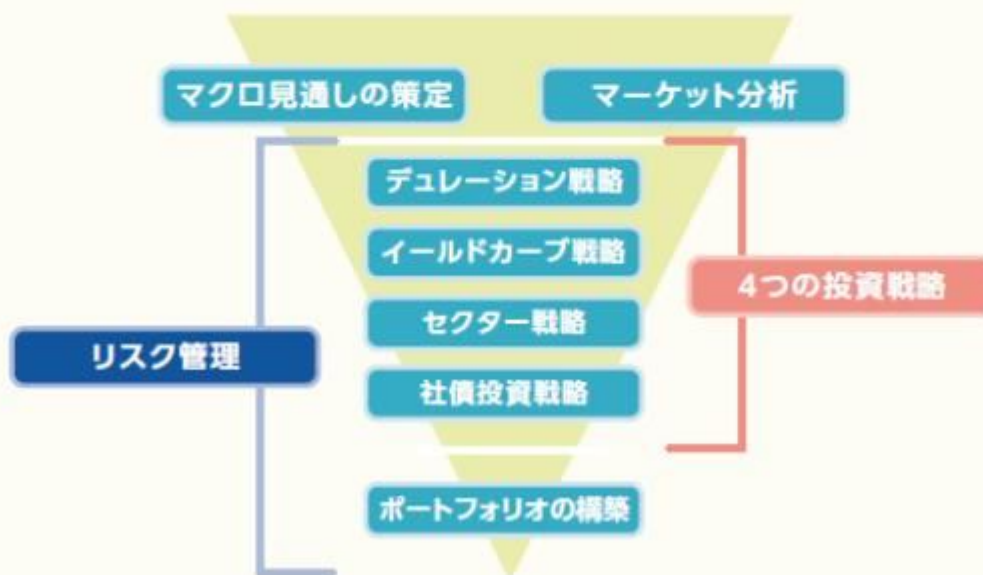 マクロ見通しの策定
マーケット分析
デュレーション戦略
イールドカーブ戦略
セクター戦略
社債投資戦略
4つの投資戦略
リスク管理
ポートフォリオの構築